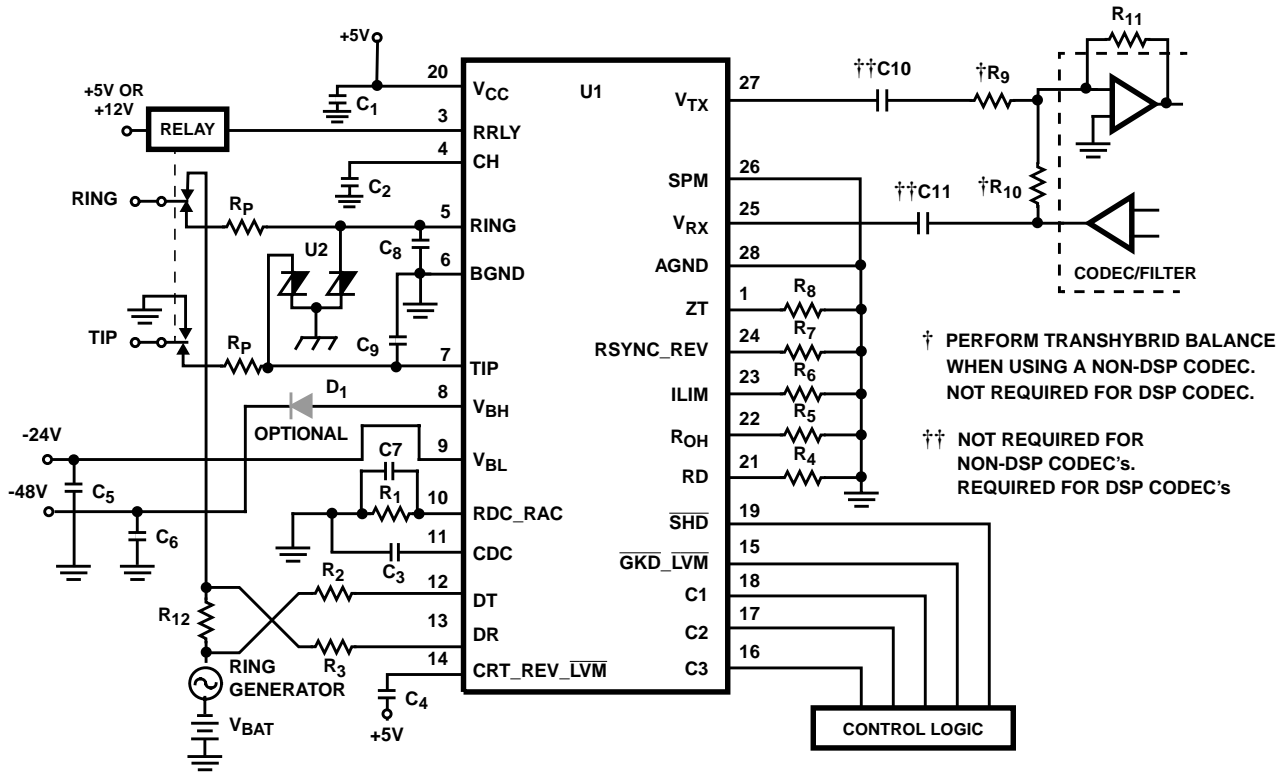 +5V
+5V OR
+12V
RELAY
RING
TIP
20
VCC
C1
3
RRLY
4
CH
C2
RP
5
RING
U2
C8
6
BGND
RP
C9
7
TIP
D1
OPTIONAL
8
VBH
-24V
9
VBL
-48V
C5
C6
C7
R1
10
RDC_RAC
11
CDC
C3
R2
12
DT
R12
13
DR
R3
14
CRT_REV_LVM
C4
+5V
RING
GENERATOR
VBAT
U1
27
VTX
††C10
†R9
R11
26
SPM
†R10
25
VRX
††C11
28
AGND
CODEC/FILTER
1
ZT
R8
24
RSYNC_REV
R7
23
ILIM
R6
22
ROH
R5
21
RD
R4
19
SHD
15
GKD_LVM
18
C1
17
C2
16
C3
CONTROL LOGIC
† PERFORM TRANSHYBRID BALANCE
WHEN USING A NON-DSP CODEC.
NOT REQUIRED FOR DSP CODEC.
†† NOT REQUIRED FOR
NON-DSP CODEC's.
REQUIRED FOR DSP CODEC's